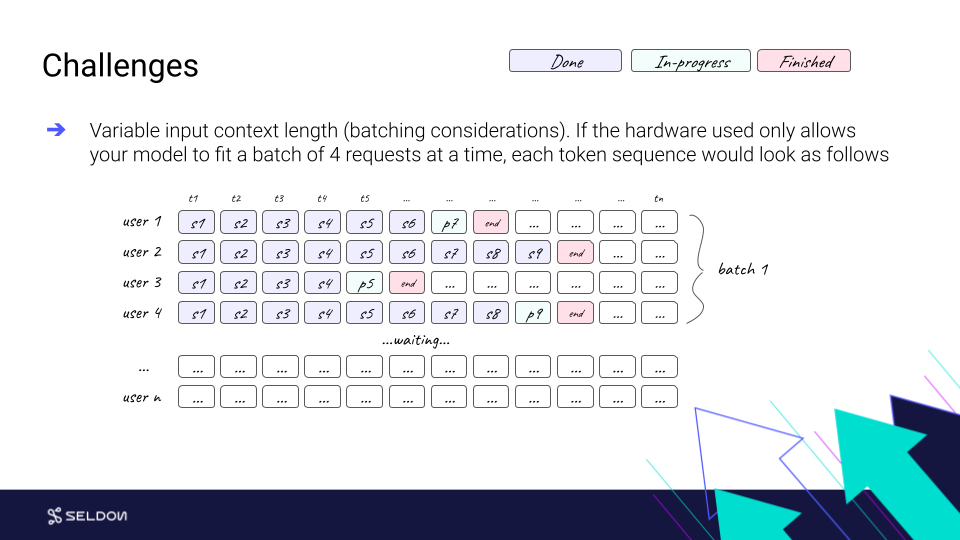 Challenges
Done In-progress Finished
➔ Variable input context length (batching considerations). If the hardware used only allows
your model to fit a batch of 4 requests at a time, each token sequence would look as follows
t1 t2 t3 t4 t5 ... ... ... ... ... ... tn
user 1 s1 s2 s3 s4 s5 s6 p7 end ... ... ... ...
user 2 s1 s2 s3 s4 s5 s6 s7 s8 s9 end ... ...
batch 1
user 3 s1 s2 s3 s4 p5 end ... ... ... ... ... ...
user 4 s1 s2 s3 s4 s5 s6 s7 s8 p9 end ... ...
...waiting...
... ... ... ... ... ... ... ... ... ... ... ... ...
user n ... ... ... ... ... ... ... ... ... ... ... ...
SELDON